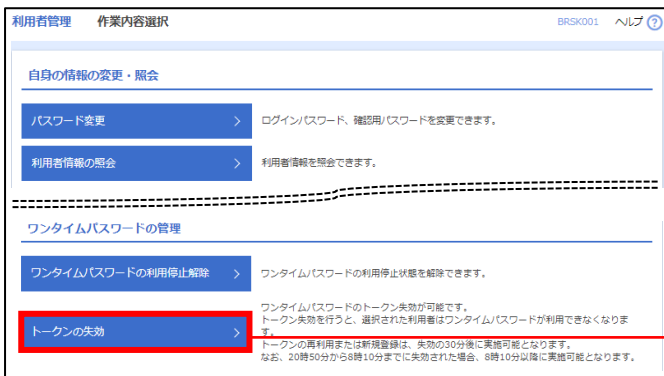 利用者管理 作業内容選択 BRSK001 ヘルプ ?
自身の情報の変更・照会
パスワード変更 ログインパスワード、確認用パスワードを変更できます。
利用者情報の照会 利用者情報を照会できます。
ワンタイムパスワードの管理
ワンタイムパスワードの利用停止解除 ワンタイムパスワードの利用停止状態を解除できます。
トークンの失効
ワンタイムパスワードのトークン失効が可能です。
トークン失効を行うと、選択された利用者はワンタイムパスワードが利用できなくなりま
す。
トークンの再利用または新規登録は、失効の30分後に実施可能となります。
なお、20時50分から8時10分までに失効された場合、8時10分以降に実施可能となります。